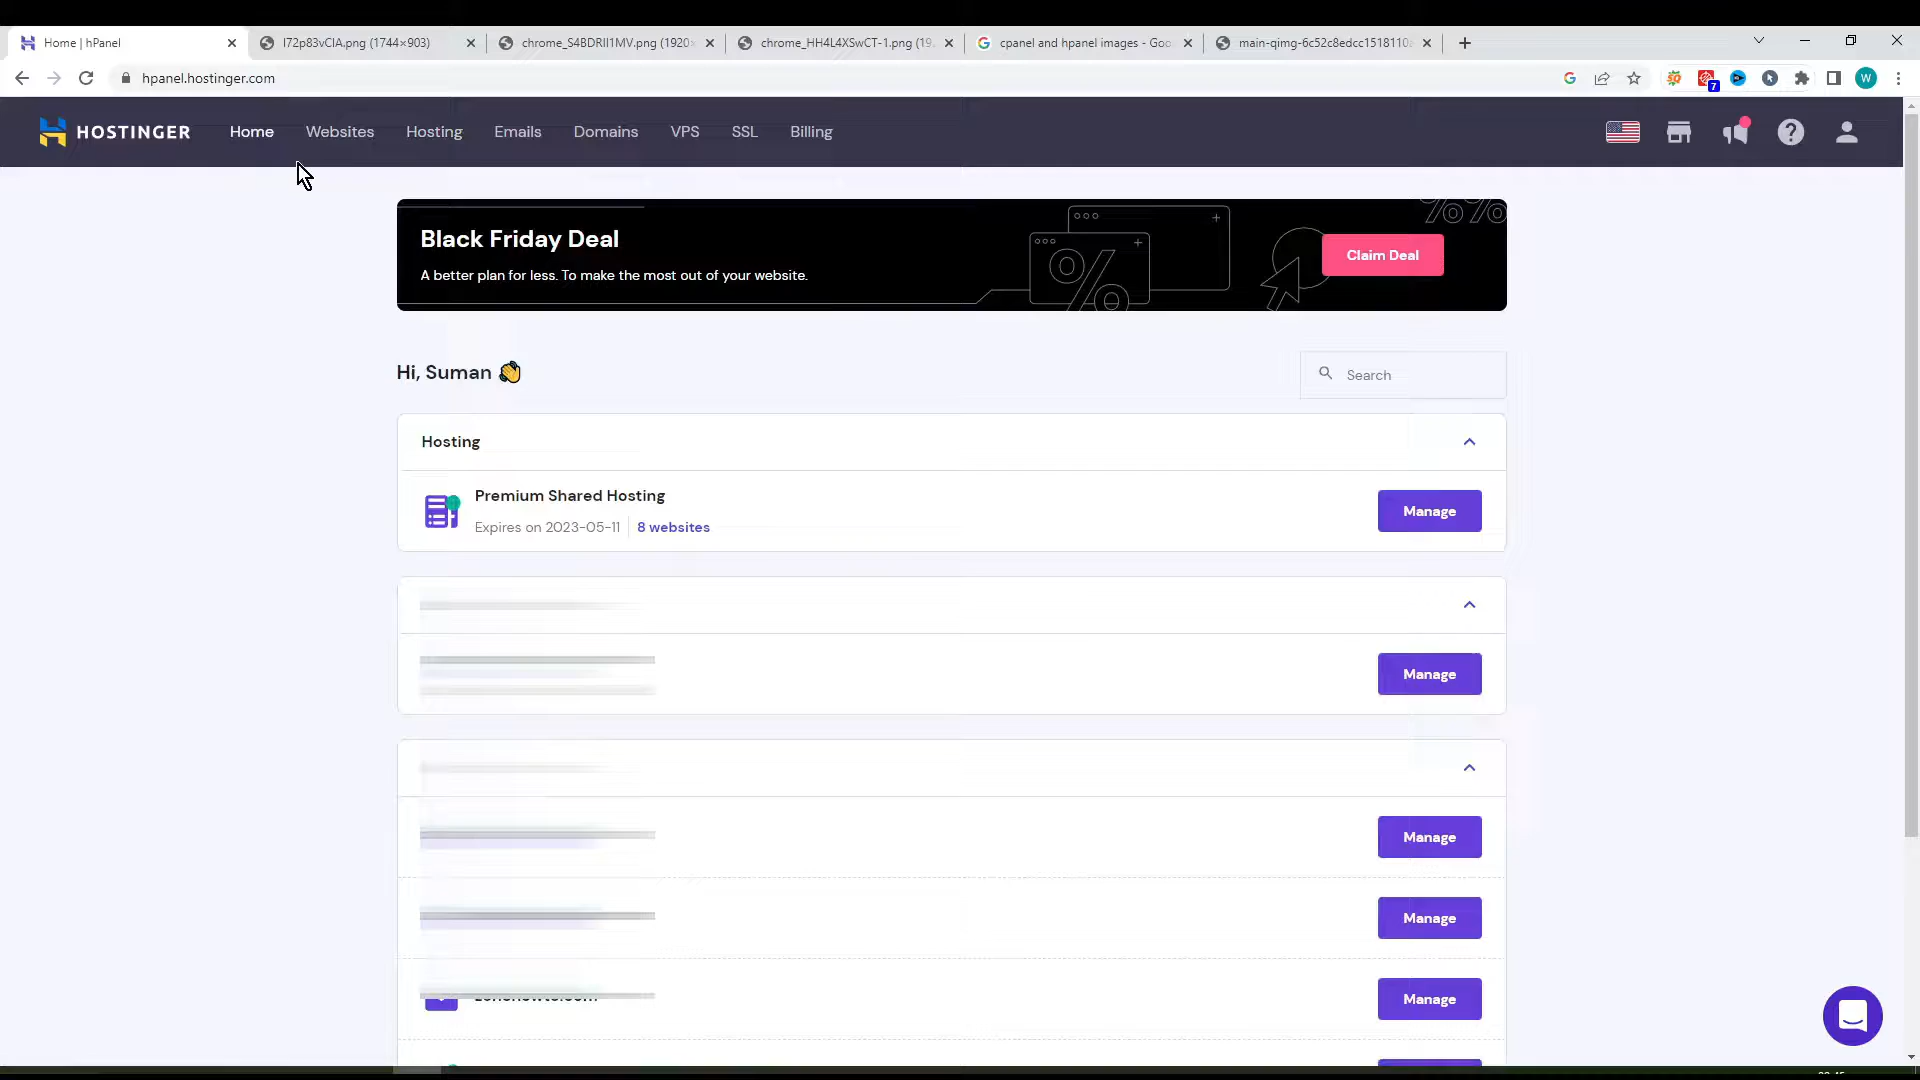 Home | hPanel
I72p83vCIA.png (1744×903)
chrome_S4BDRII1MV.png (1920
chrome_HH4L4XSwCT-1.png (19
cpanel and hpanel images - Goo
main-qimg-6c52c8edcc1518110
hpanel.hostinger.com
7
W
HOSTINGER
Home
Websites
Hosting
Emails
Domains
VPS
SSL
Billing
Black Friday Deal
A better plan for less. To make the most out of your website.
%
%%
Claim Deal
Hi, Suman 👋
Search
Hosting
Premium Shared Hosting
Expires on 2023-05-11
8 websites
Manage
Manage
Manage
Manage
Manage